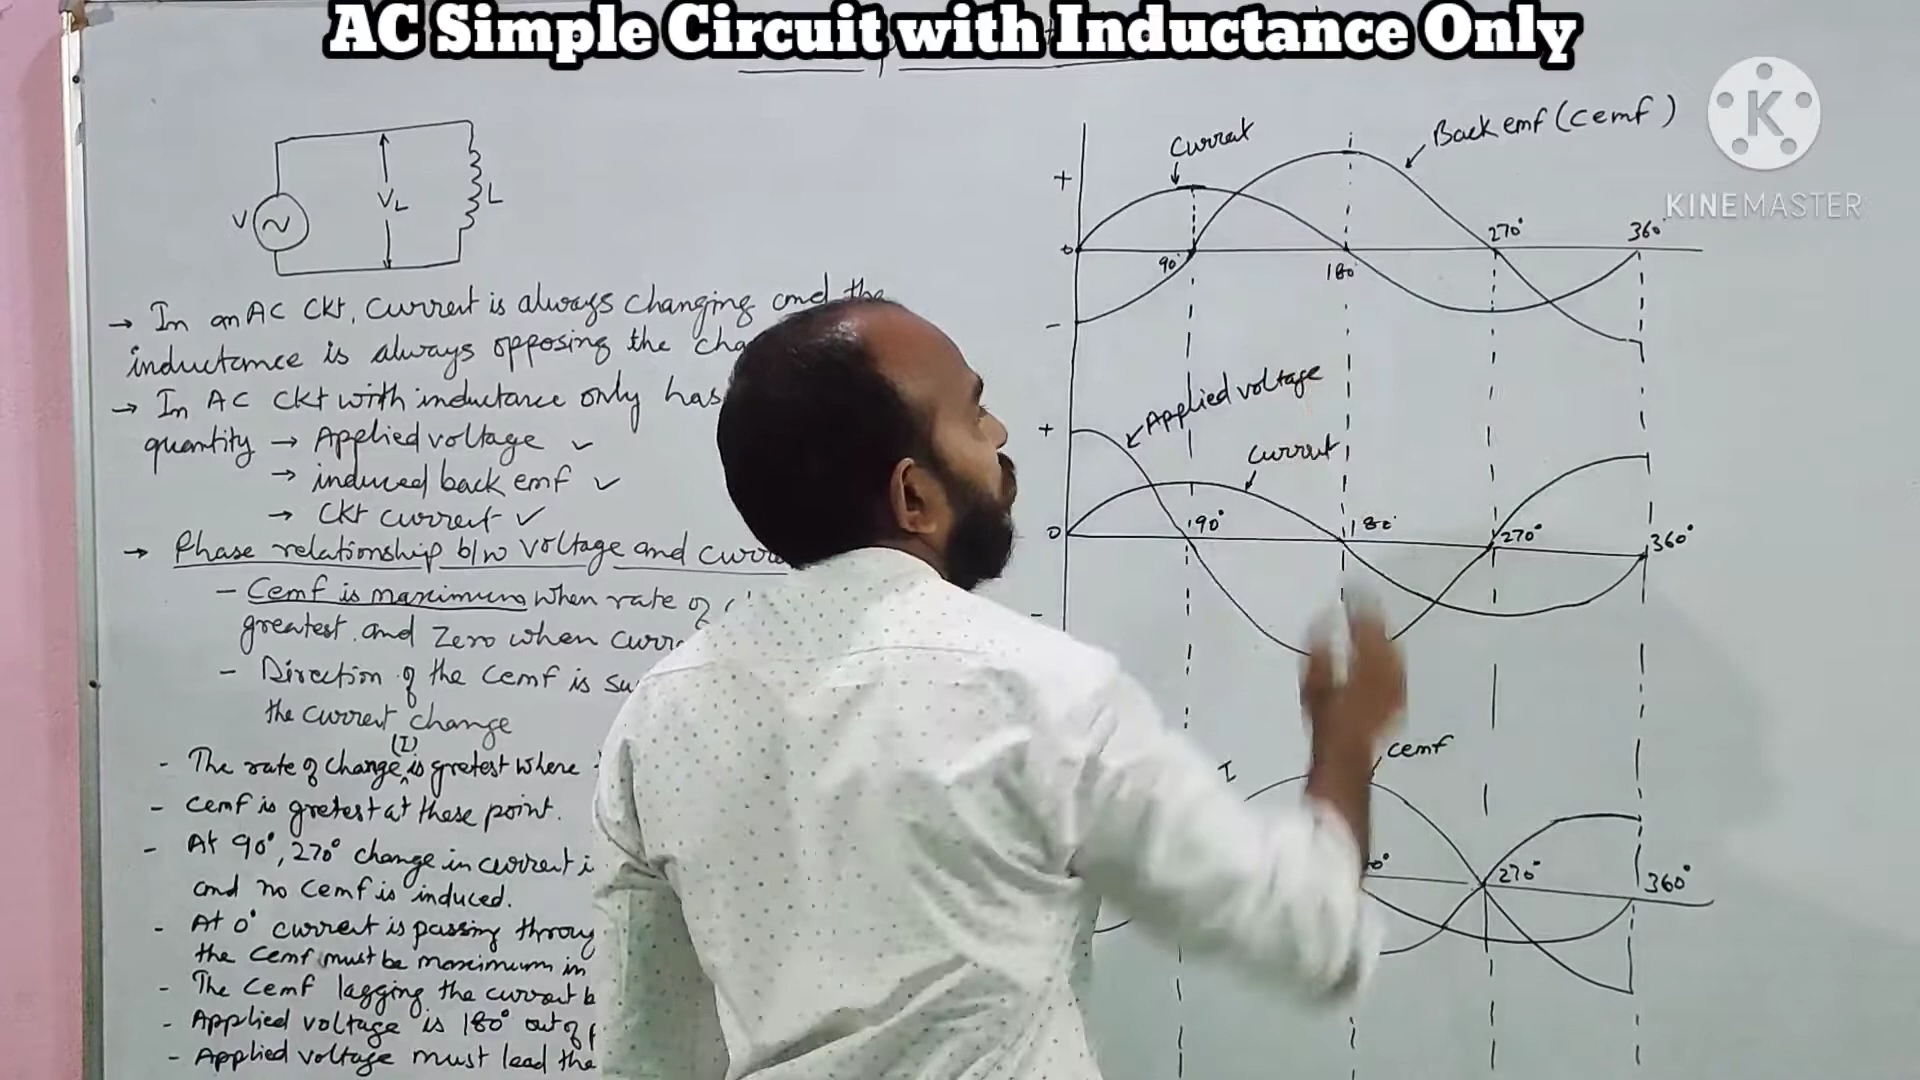 AC Simple Circuit with Inductance Only
K
KINEMASTER
V
VL
L
→ In an AC Ckt, Current is always changing and the
inductance is always opposing the
→ In AC Ckt with inductance only has
quantity → Applied voltage ✓
→ induced back emf ✓
→ Ckt current ✓
→ Phase relationship b/w voltage and
- Cemf is maximum when rate of
greatest and zero when
- Direction of the Cemf is
the current change
(I)
- The rate of change ^ is gretest where
- Cemf is gretest at these point.
- At 90°, 270° change in current
and no Cemf is induced.
- At 0° current is passing
the Cemf must be maximum in
- The Cemf lagging the current
- Applied voltage is 180° out of
- Applied voltage must lead the
Current
Back emf (Cemf)
+
0
-
90°
180
270°
360°
Applied voltage
Current
+
0
-
90°
180°
270°
360°
I
Cemf
270°
360°